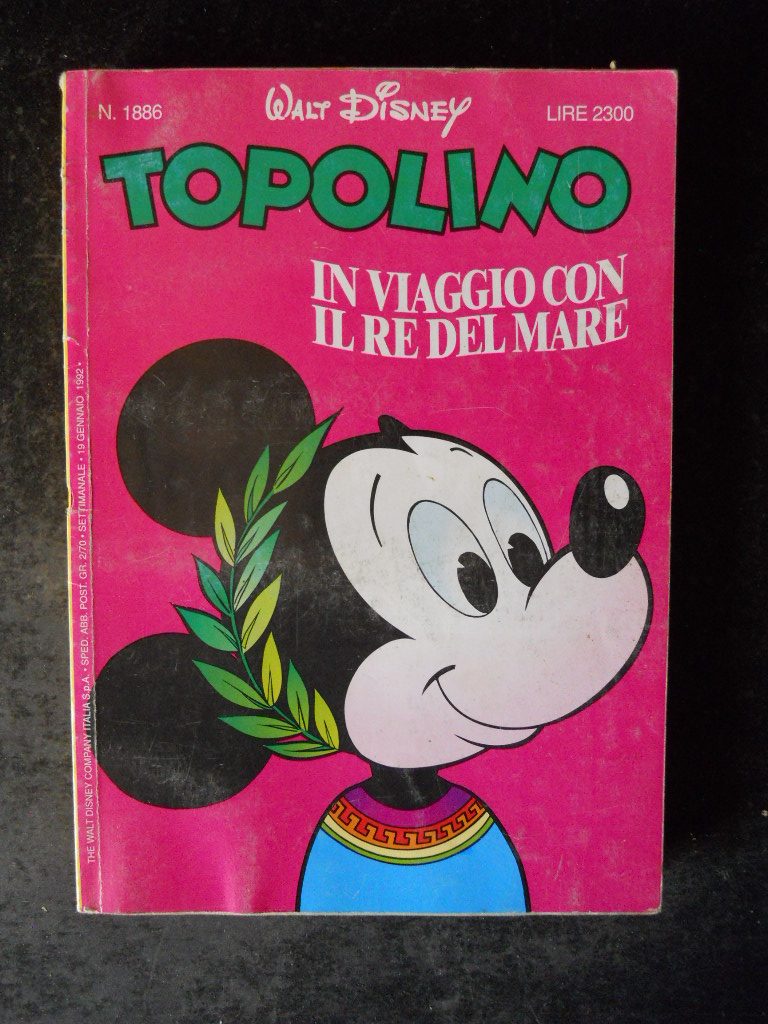 N. 1886
WALT DISNEY
LIRE 2300
TOPOLINO
IN VIAGGIO CON
IL RE DEL MARE
THE WALT DISNEY COMPANY ITALIA S.p.A. • SPED. ABB. POST. GR. 2/70 • SETTIMANALE • 19 GENNAIO 1992 •